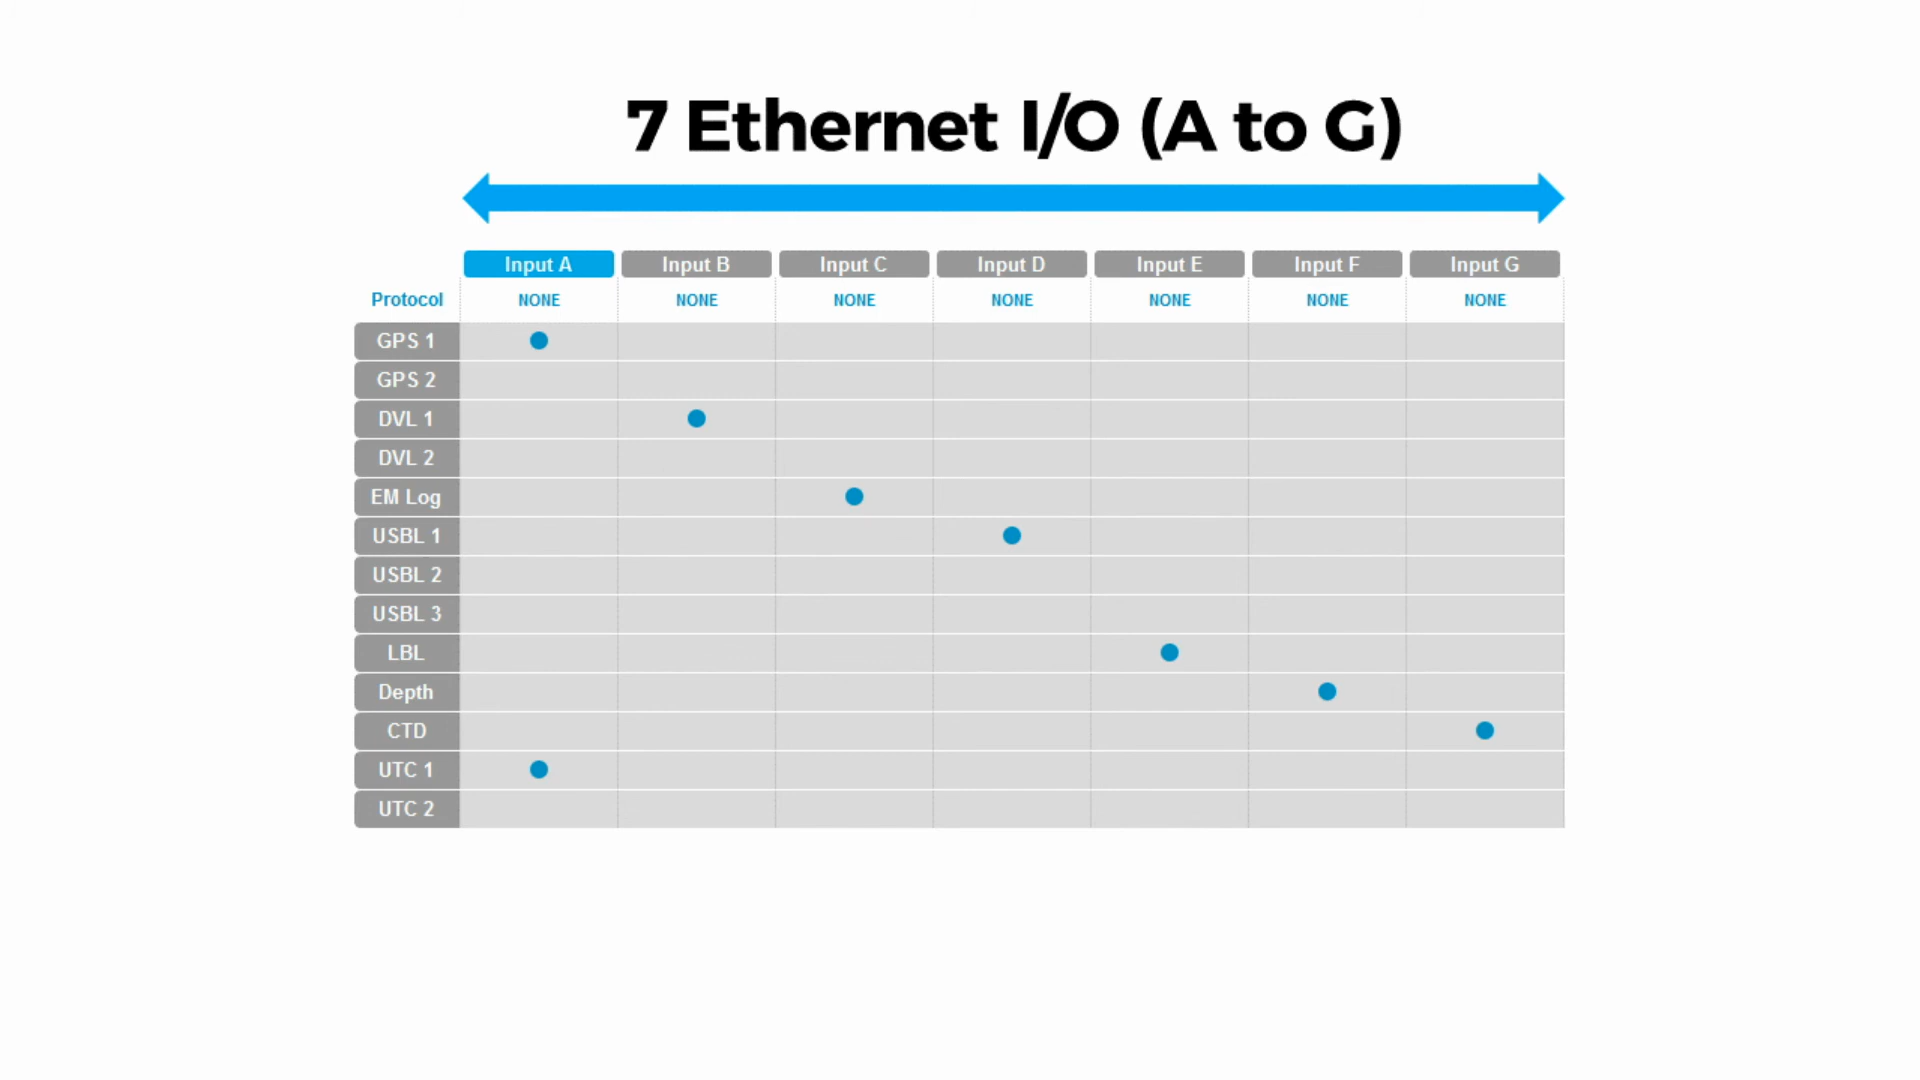 7 Ethernet I/O (A to G)
Input A Input B Input C Input D Input E Input F Input G
Protocol NONE NONE NONE NONE NONE NONE NONE
GPS 1
GPS 2
DVL 1
DVL 2
EM Log
USBL 1
USBL 2
USBL 3
LBL
Depth
CTD
UTC 1
UTC 2